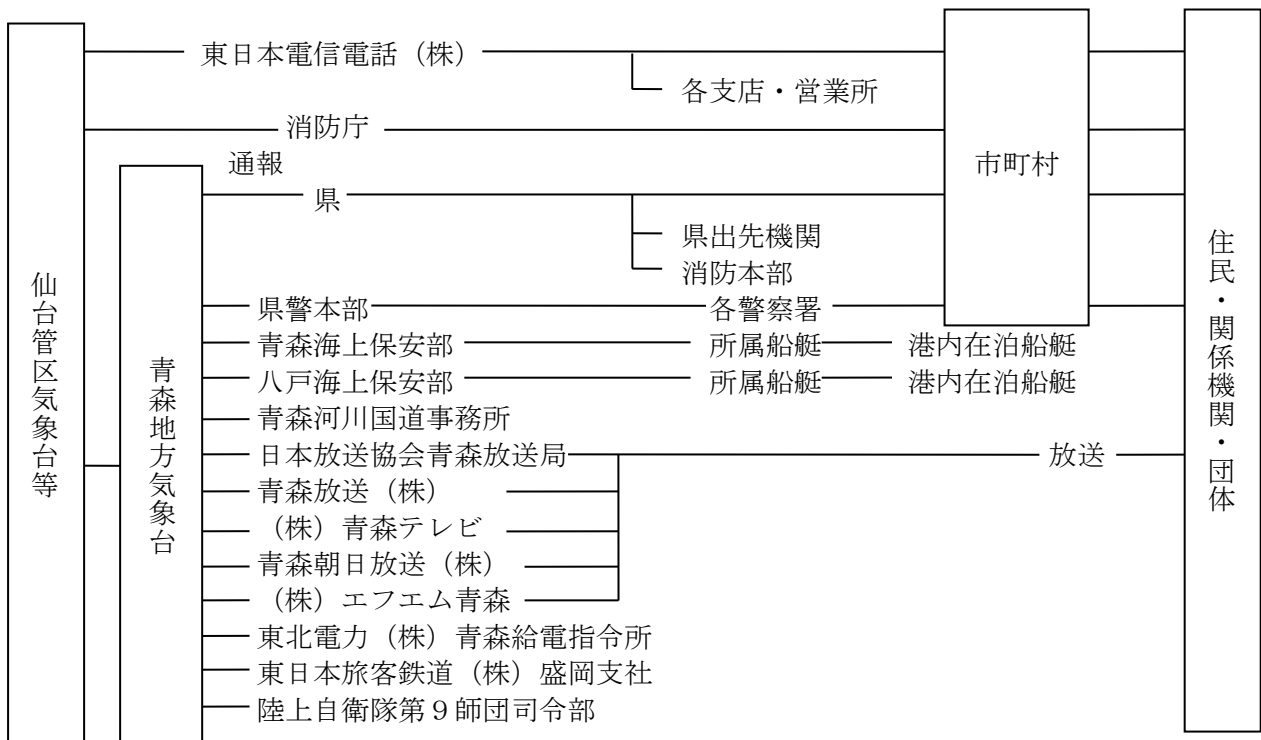 東日本電信電話（株）
各支店・営業所
消防庁
通報
県
県出先機関
消防本部
市町村
県警本部
各警察署
青森海上保安部
所属船艇
港内在泊船艇
八戸海上保安部
所属船艇
港内在泊船艇
青森河川国道事務所
日本放送協会青森放送局
放送
青森放送（株）
（株）青森テレビ
青森朝日放送（株）
（株）エフエム青森
東北電力（株）青森給電指令所
東日本旅客鉄道（株）盛岡支社
陸上自衛隊第９師団司令部
仙台管区気象台等
青森地方気象台
住民・関係機関・団体